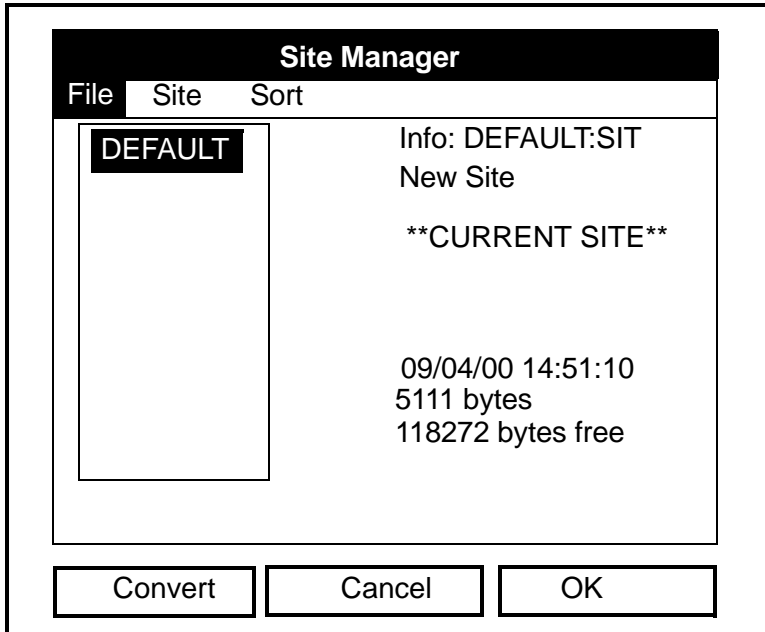 Site Manager
File Site Sort
DEFAULT
Info: DEFAULT:SIT
New Site
**CURRENT SITE**
09/04/00 14:51:10
5111 bytes
118272 bytes free
Convert Cancel OK